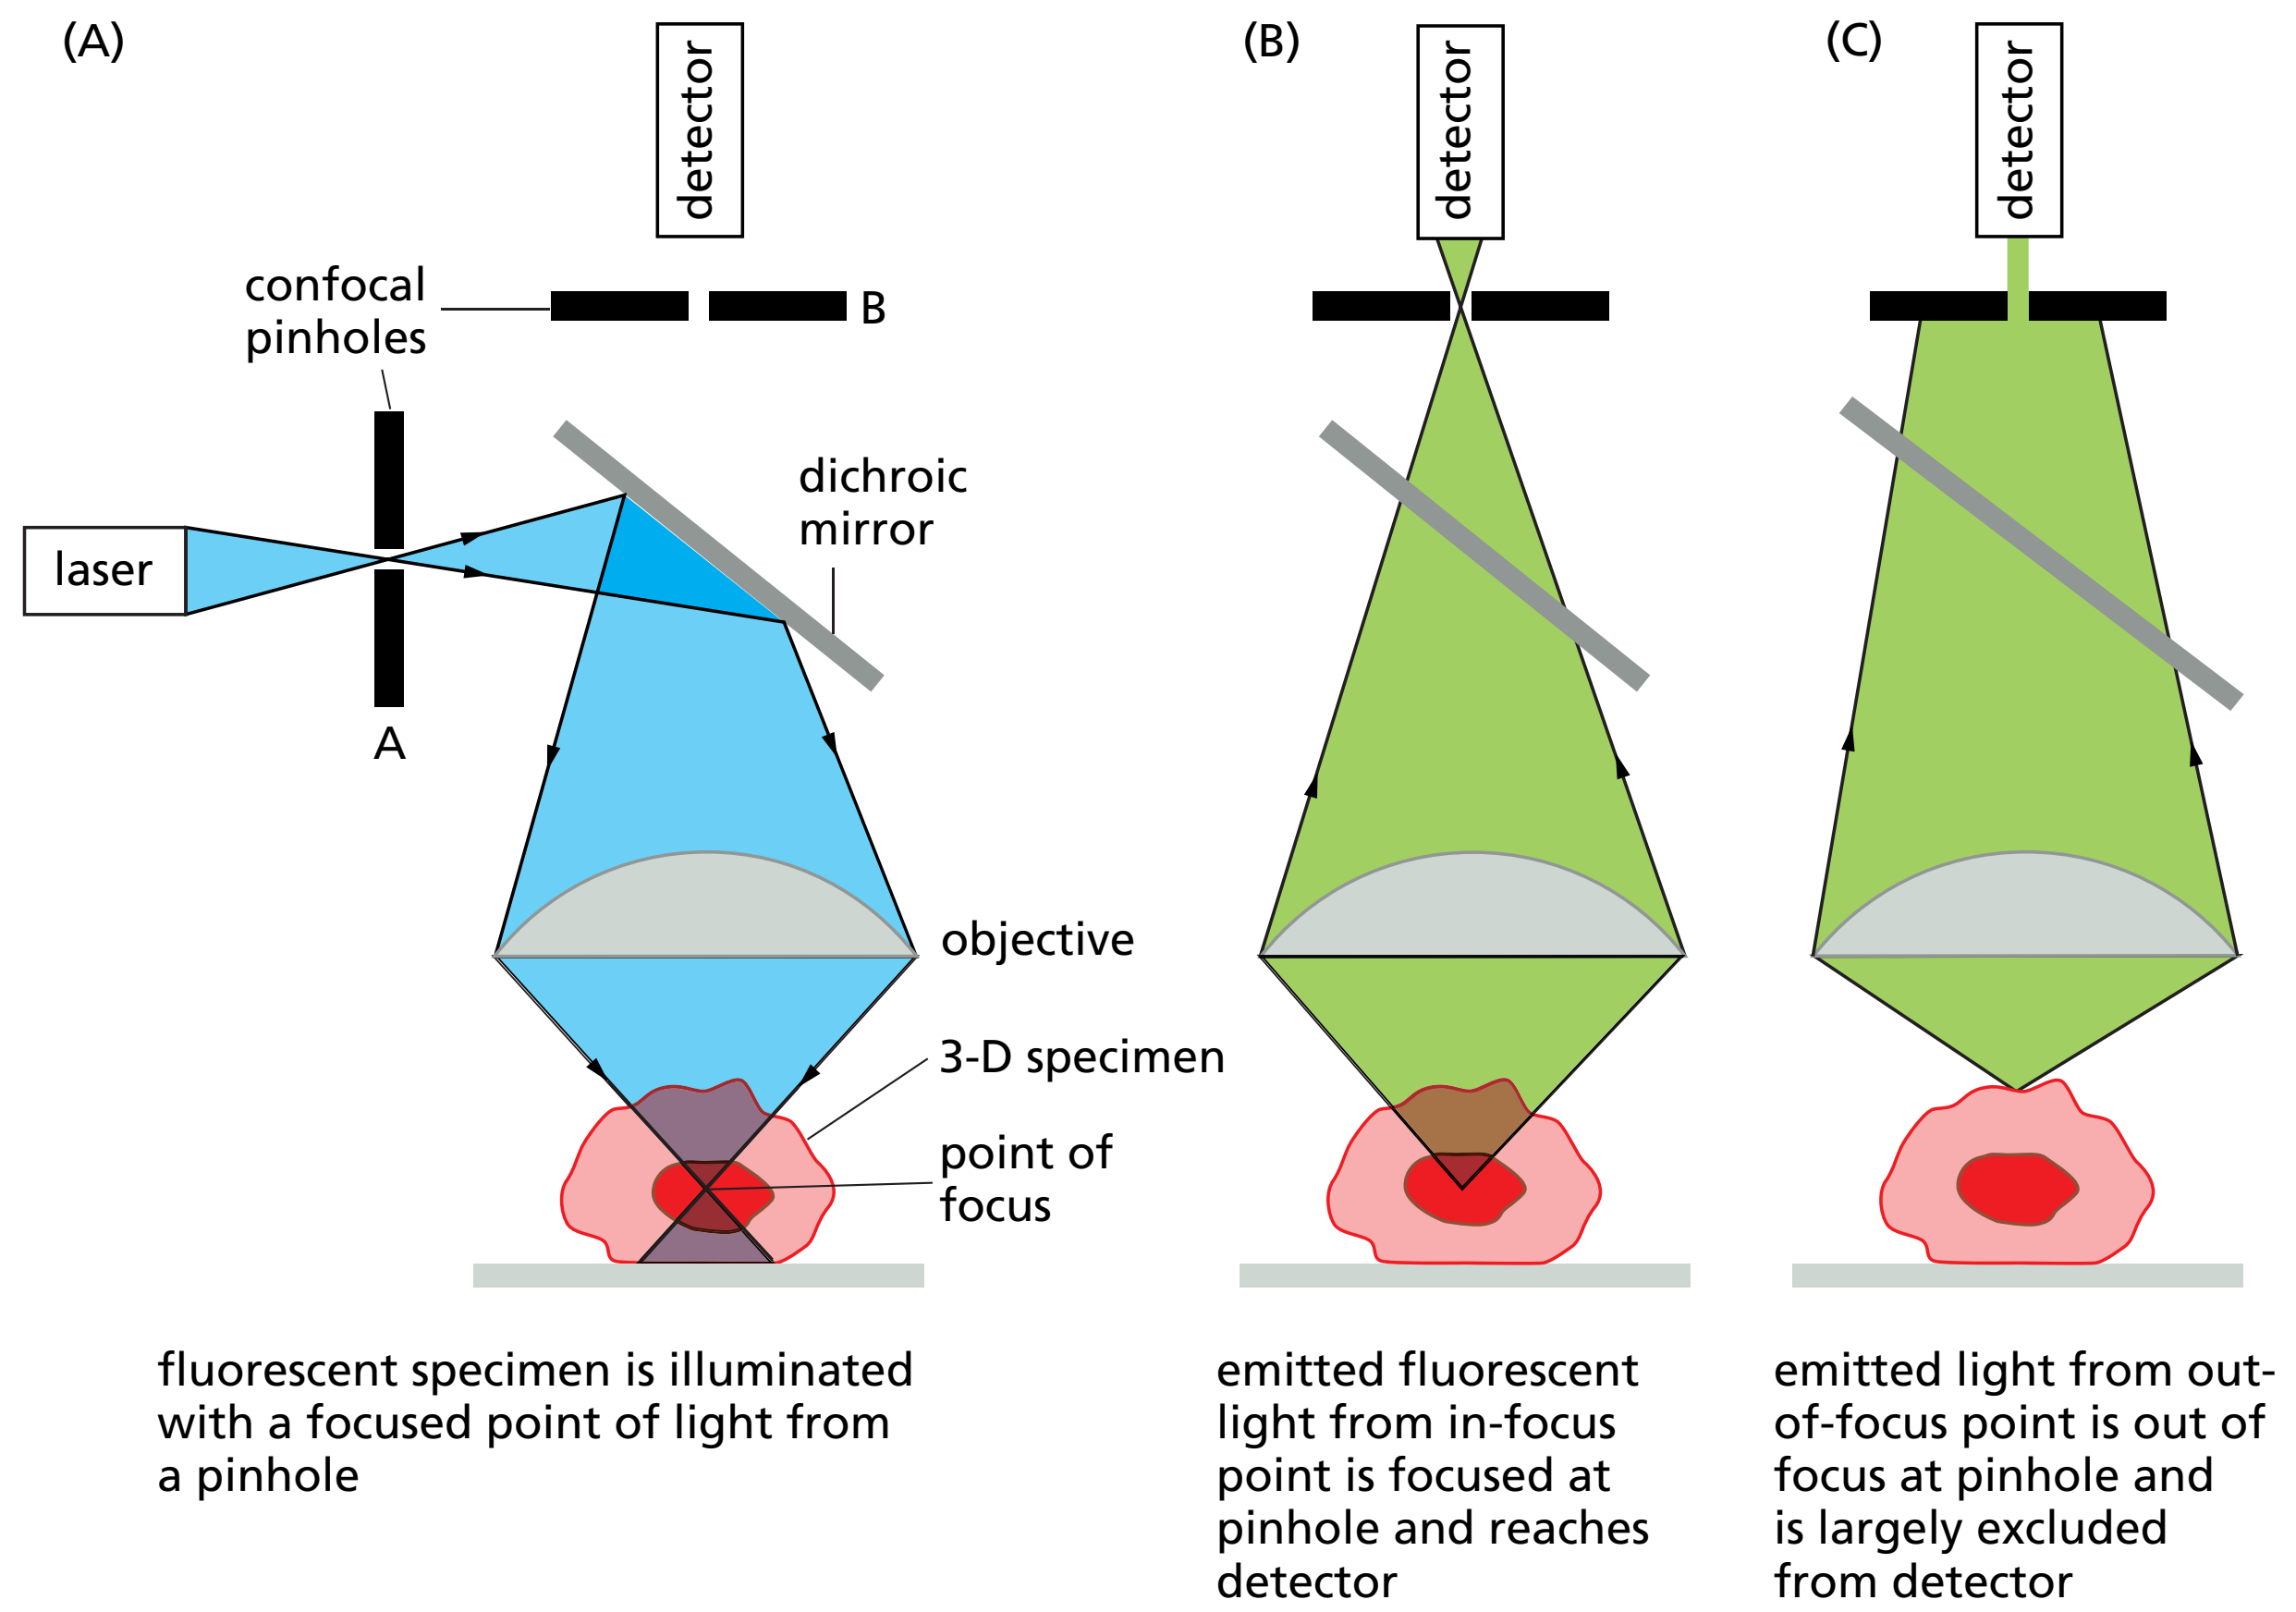 (A)
detector
confocal
pinholes
B
dichroic
mirror
laser
A
objective
3-D specimen
point of
focus
fluorescent specimen is illuminated
with a focused point of light from
a pinhole
(B)
detector
emitted fluorescent
light from in-focus
point is focused at
pinhole and reaches
detector
(C)
detector
emitted light from out-
of-focus point is out of
focus at pinhole and
is largely excluded
from detector